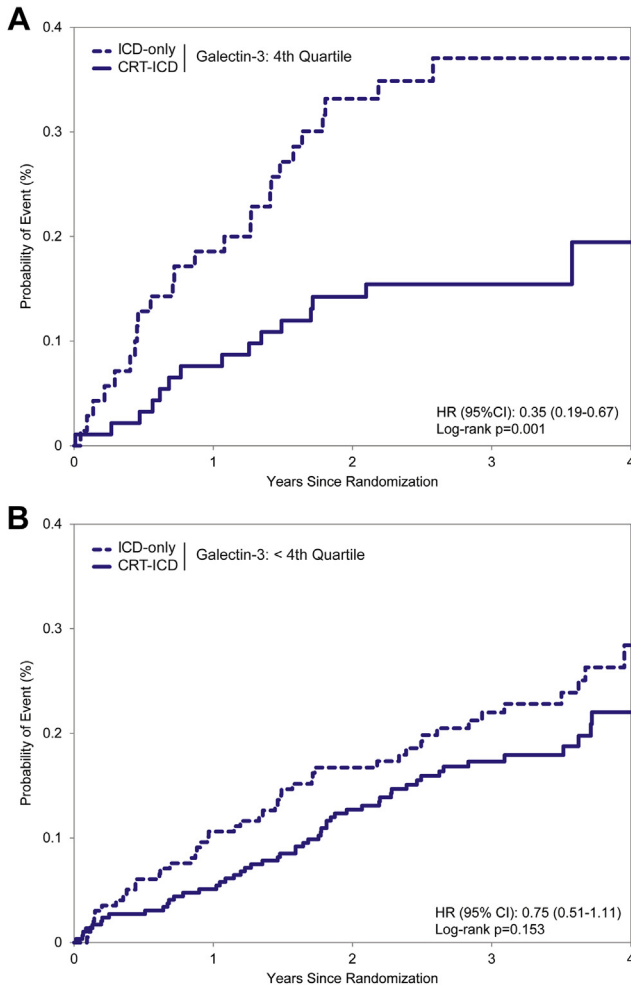 A
0.4
ICD-only
CRT-ICD
Galectin-3: 4th Quartile
0.3
0.2
0.1
0
Probability of Event (%)
HR (95%CI): 0.35 (0.19-0.67)
Log-rank p=0.001
0 1 2 3 4
Years Since Randomization
B
0.4
ICD-only
CRT-ICD
Galectin-3: < 4th Quartile
0.3
0.2
0.1
0
Probability of Event (%)
HR (95% CI): 0.75 (0.51-1.11)
Log-rank p=0.153
0 1 2 3 4
Years Since Randomization